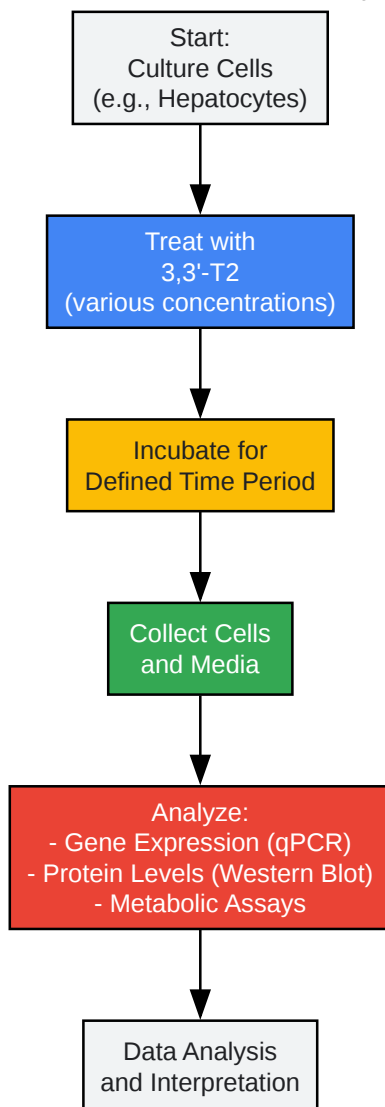 Start:
Culture Cells
(e.g., Hepatocytes)
Treat with
3,3'-T2
(various concentrations)
Incubate for
Defined Time Period
Collect Cells
and Media
Analyze:
- Gene Expression (qPCR)
- Protein Levels (Western Blot)
- Metabolic Assays
Data Analysis
and Interpretation